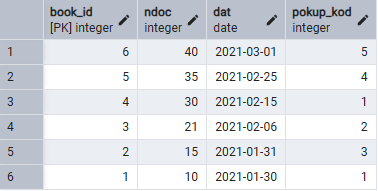 book_id ndoc dat pokup_kod
[PK] integer integer date integer
1 6 40 2021-03-01 5
2 5 35 2021-02-25 4
3 4 30 2021-02-15 1
4 3 21 2021-02-06 2
5 2 15 2021-01-31 3
6 1 10 2021-01-01 1